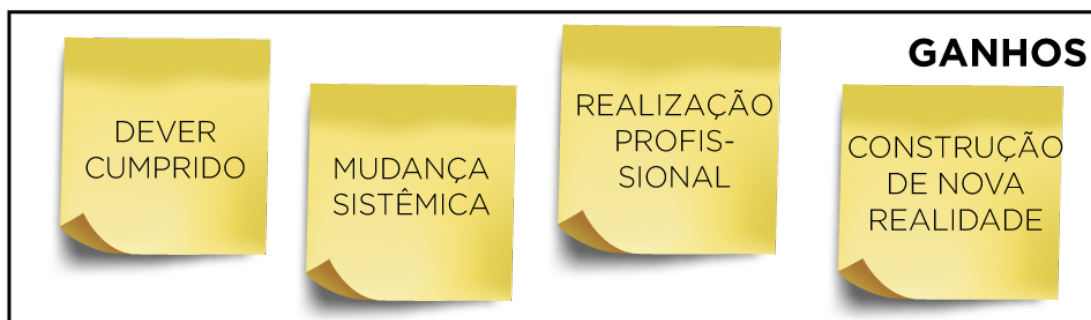 GANHOS
DEVER
CUMPRIDO
MUDANÇA
SISTÊMICA
REALIZAÇÃO
PROFIS-
SIONAL
CONSTRUÇÃO
DE NOVA
REALIDADE